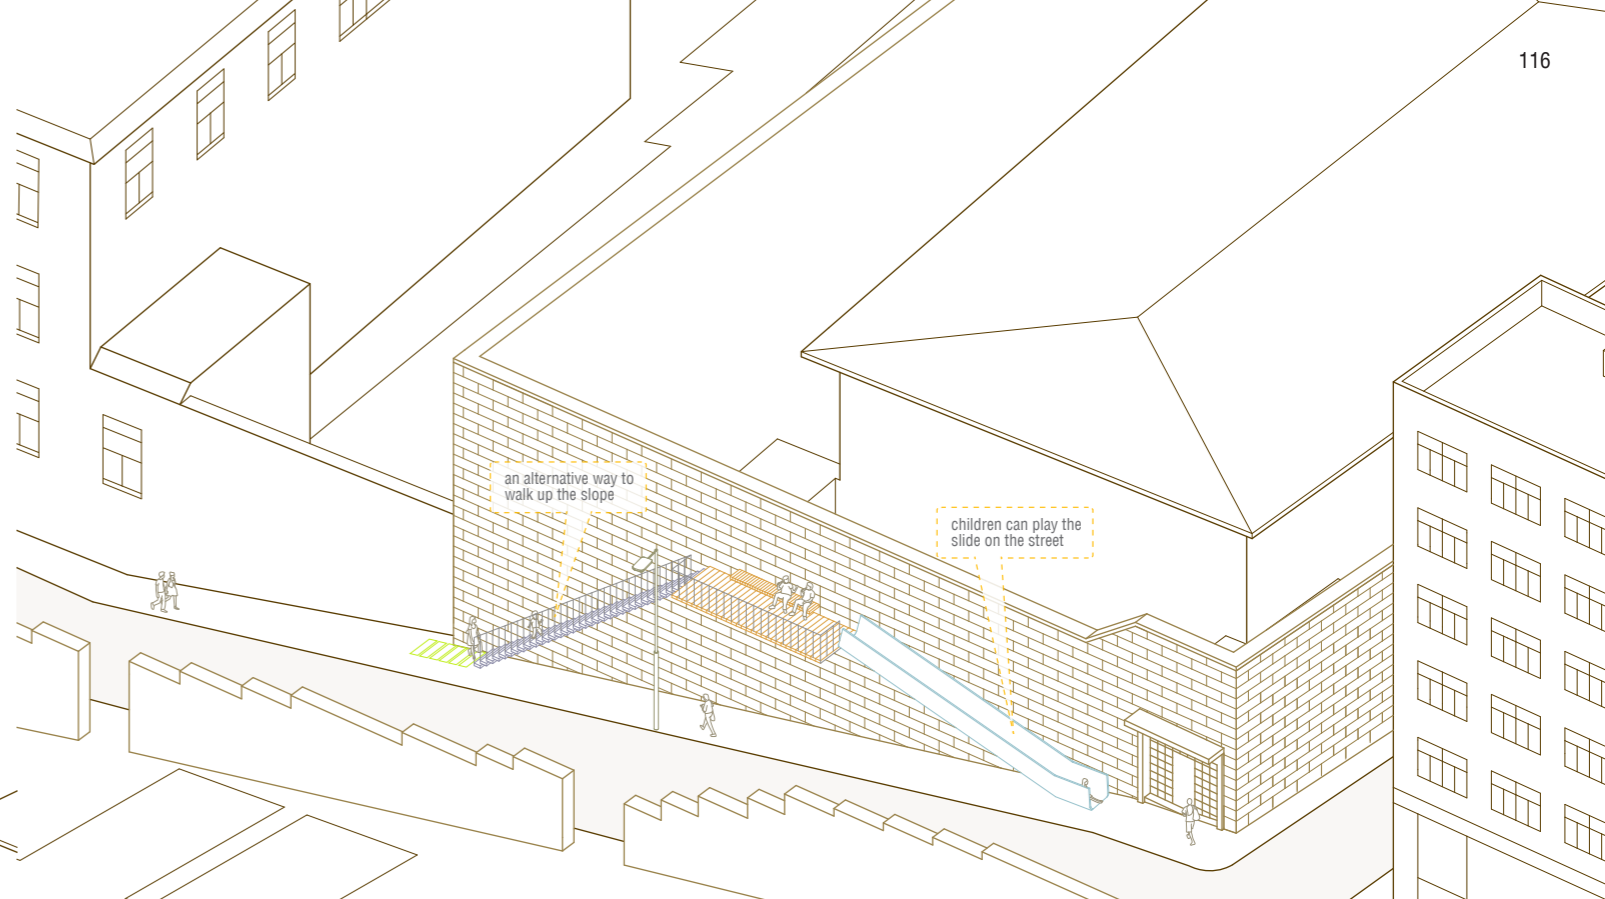 116
an alternative way to
walk up the slope
children can play the
slide on the street